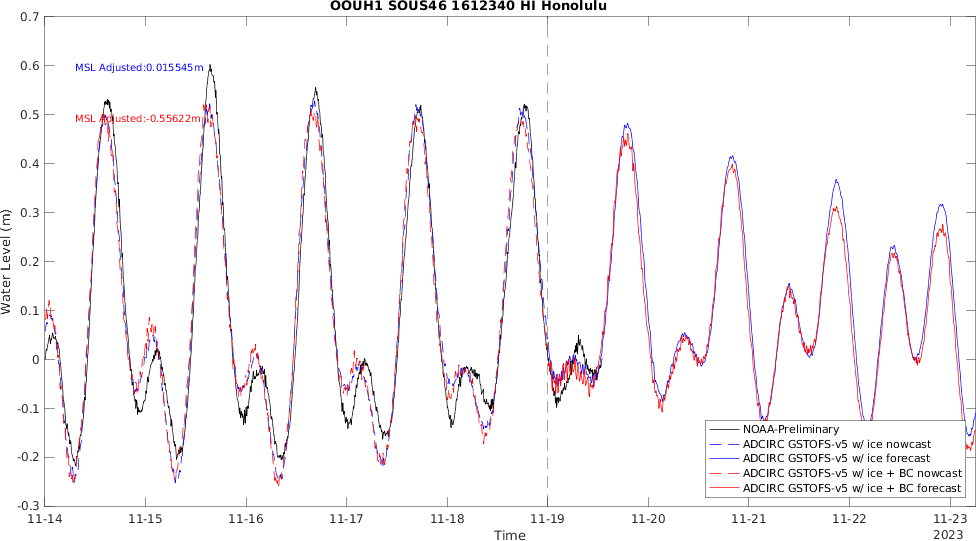 OOUH1 SOUS46 1612340 HI Honolulu
0.7
0.6
0.5
0.4
0.3
0.2
0.1
0
-0.1
-0.2
-0.3
Water Level (m)
MSL Adjusted:0.015545m
MSL Adjusted:-0.55622m
NOAA-Preliminary
ADCIRC GSTOFS-v5 w/ ice nowcast
ADCIRC GSTOFS-v5 w/ ice forecast
ADCIRC GSTOFS-v5 w/ ice + BC nowcast
ADCIRC GSTOFS-v5 w/ ice + BC forecast
11-14 11-15 11-16 11-17 11-18 11-19 11-20 11-21 11-22 11-23
Time
2023